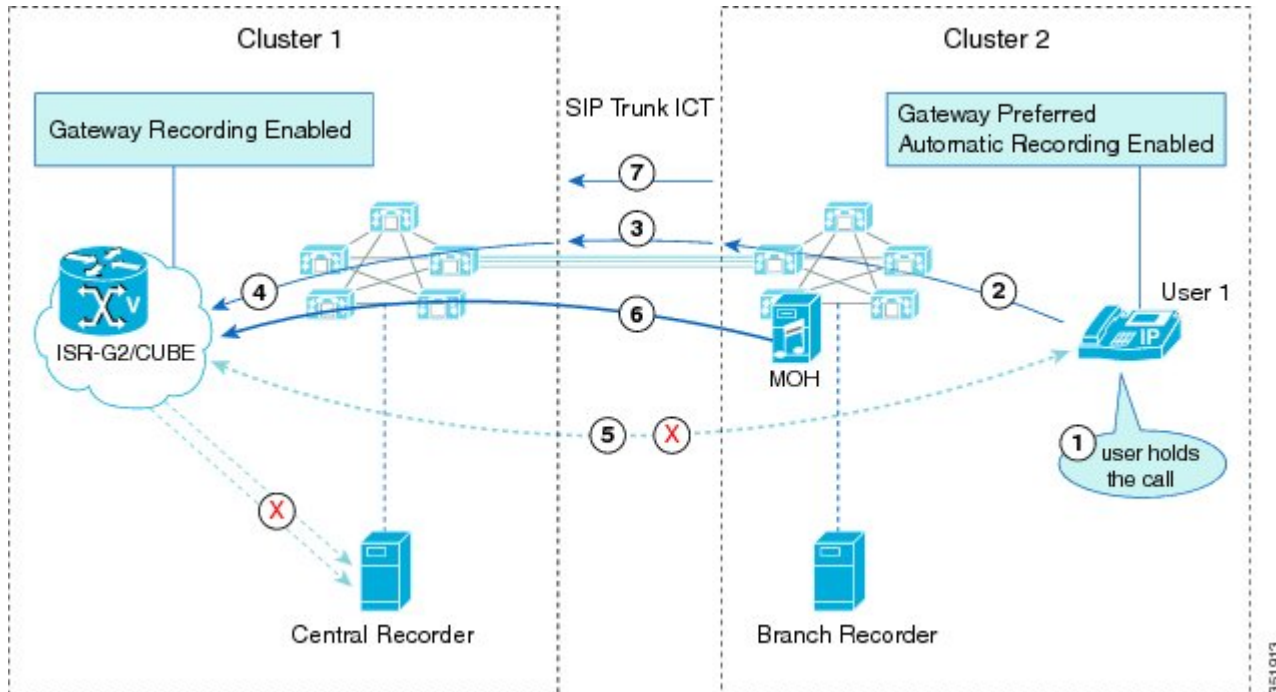 Cluster 1
Cluster 2
SIP Trunk ICT
Gateway Recording Enabled
Gateway Preferred
Automatic Recording Enabled
7
3
4
2
User 1
6
V
IP
ISR-G2/CUBE
MOH
5
X
1
user holds
the call
X
Central Recorder
Branch Recorder
351913